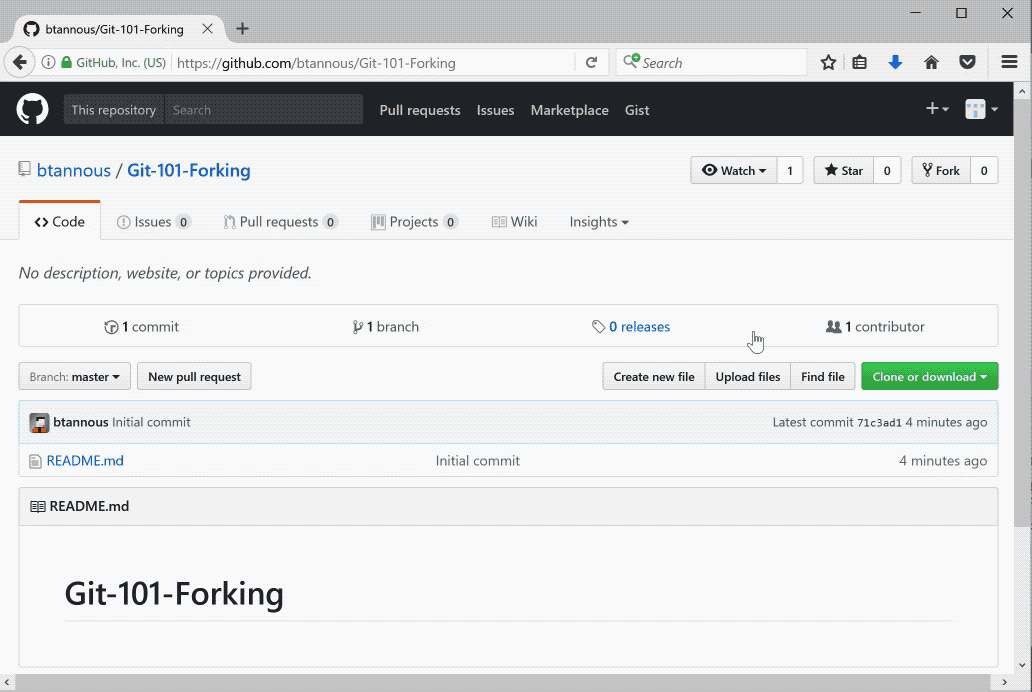 btannous/Git-101-Forking
GitHub, Inc. (US) https://github.com/btannous/Git-101-Forking Search
This repository Search Pull requests Issues Marketplace Gist
btannous / Git-101-Forking Watch 1 Star 0 Fork 0
Code Issues 0 Pull requests 0 Projects 0 Wiki Insights
No description, website, or topics provided.
1 commit 1 branch 0 releases 1 contributor
Branch: master New pull request Create new file Upload files Find file Clone or download
btannous Initial commit Latest commit 71c3ad1 4 minutes ago
README.md Initial commit 4 minutes ago
README.md
Git-101-Forking